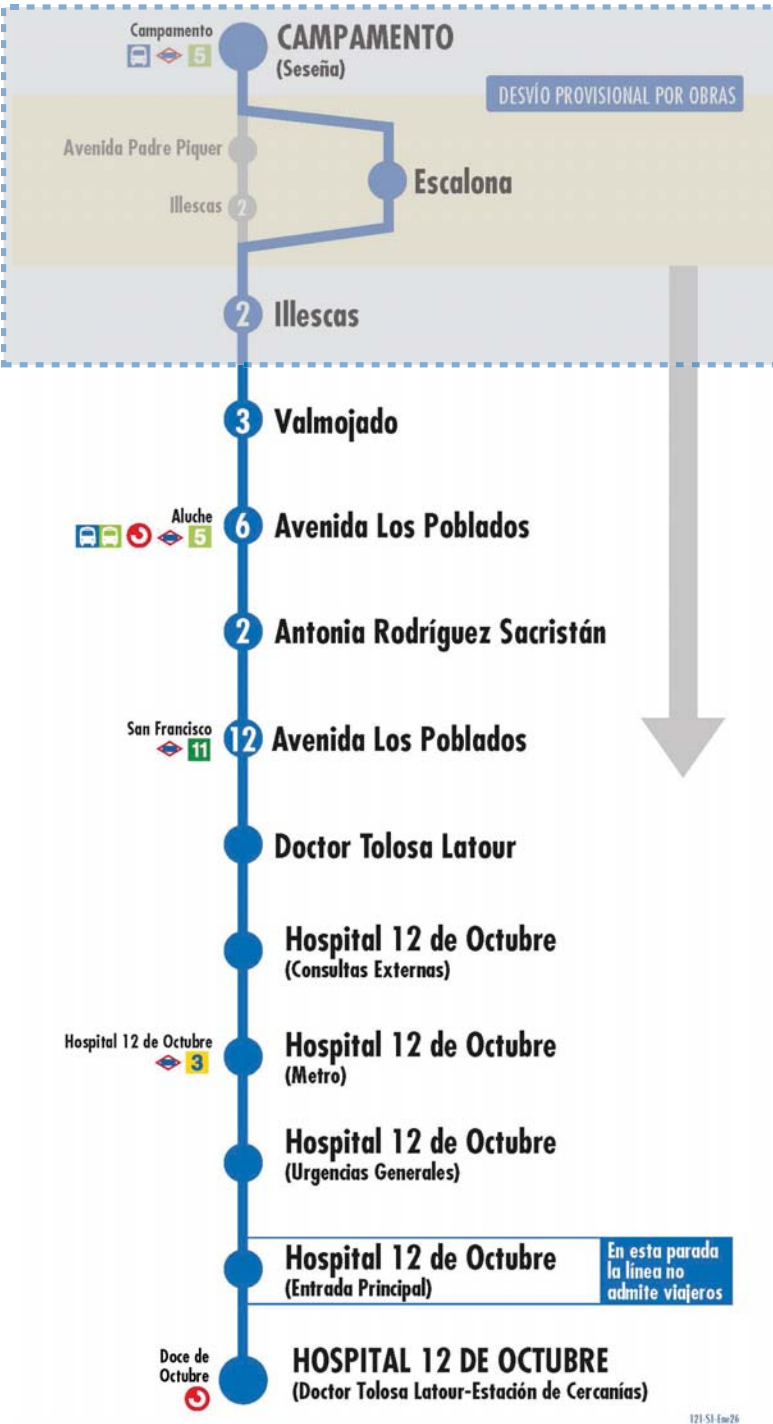 Campamento
5
CAMPAMENTO
(Seseña)
DESVÍO PROVISIONAL POR OBRAS
Avenida Padre Piquer
Escalona
Illescas 2
2 Illescas
3 Valmojado
Aluche
5
6 Avenida Los Poblados
2 Antonia Rodríguez Sacristán
San Francisco
11
12 Avenida Los Poblados
Doctor Tolosa Latour
Hospital 12 de Octubre
(Consultas Externas)
Hospital 12 de Octubre
3
Hospital 12 de Octubre
(Metro)
Hospital 12 de Octubre
(Urgencias Generales)
Hospital 12 de Octubre
(Entrada Principal)
En esta parada
la línea no
admite viajeros
Doce de
Octubre
HOSPITAL 12 DE OCTUBRE
(Doctor Tolosa Latour-Estación de Cercanías)
121-S1-Ene26